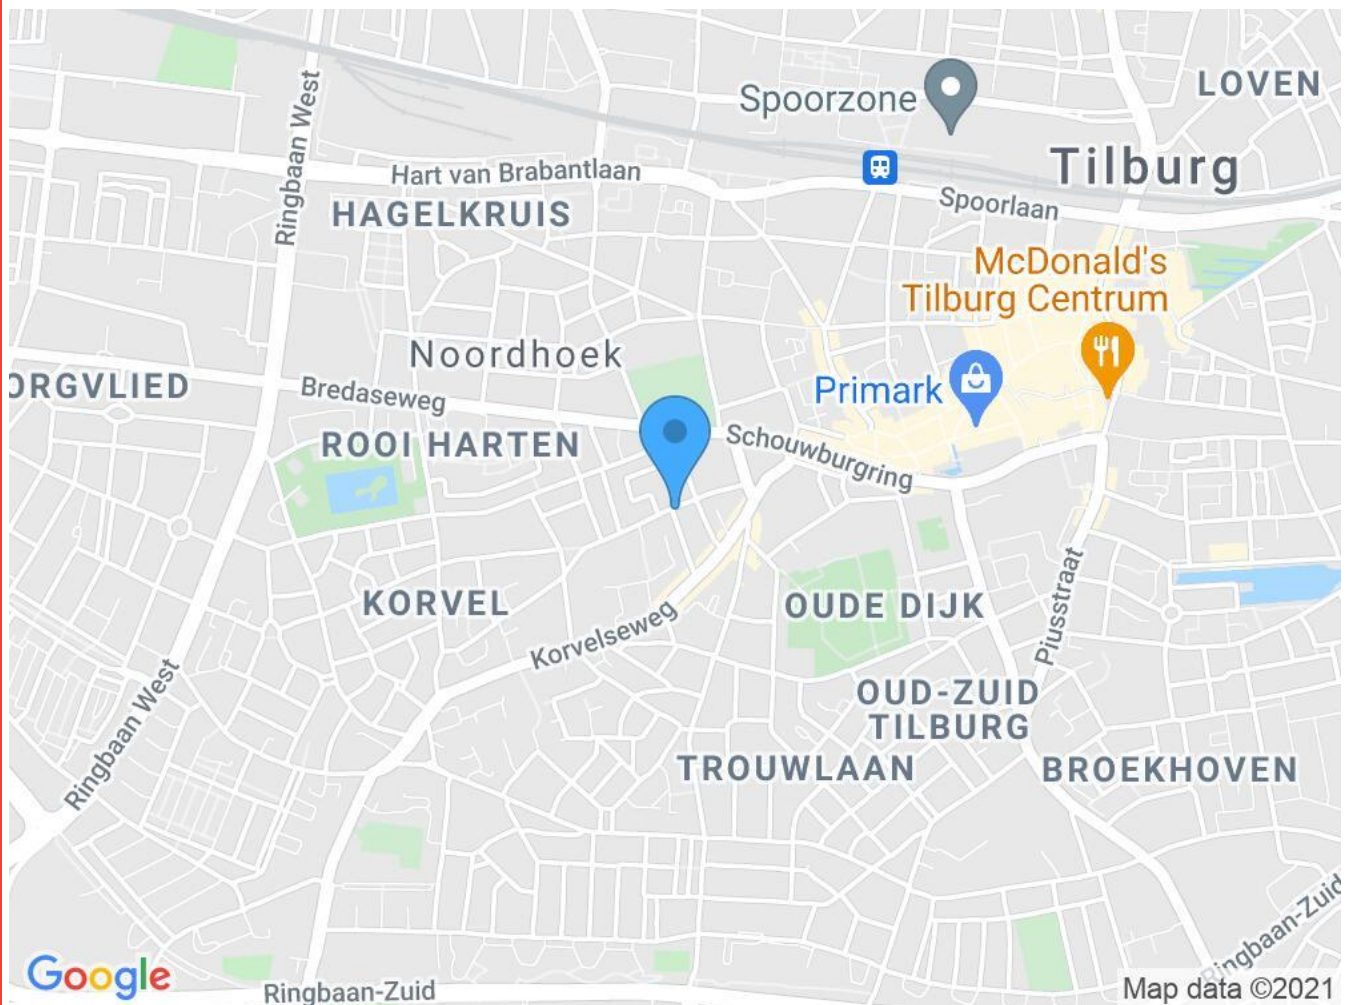 LOVEN
Spoorzone
Tilburg
Ringbaan West
Hart van Brabantlaan
Spoorlaan
HAGELKRUIS
McDonald's
Tilburg Centrum
Noordhoek
ORGVLIED
Bredaseweg
Primark
ROOI HARTEN
Schouwburgring
KORVEL
OUDE DIJK
Piusstraat
Korvelseweg
OUD-ZUID
TILBURG
Ringbaan West
TROUWLAAN
BROEKHOVEN
Ringbaan-Zuid
Google
Ringbaan-Zuid
Map data ©2021